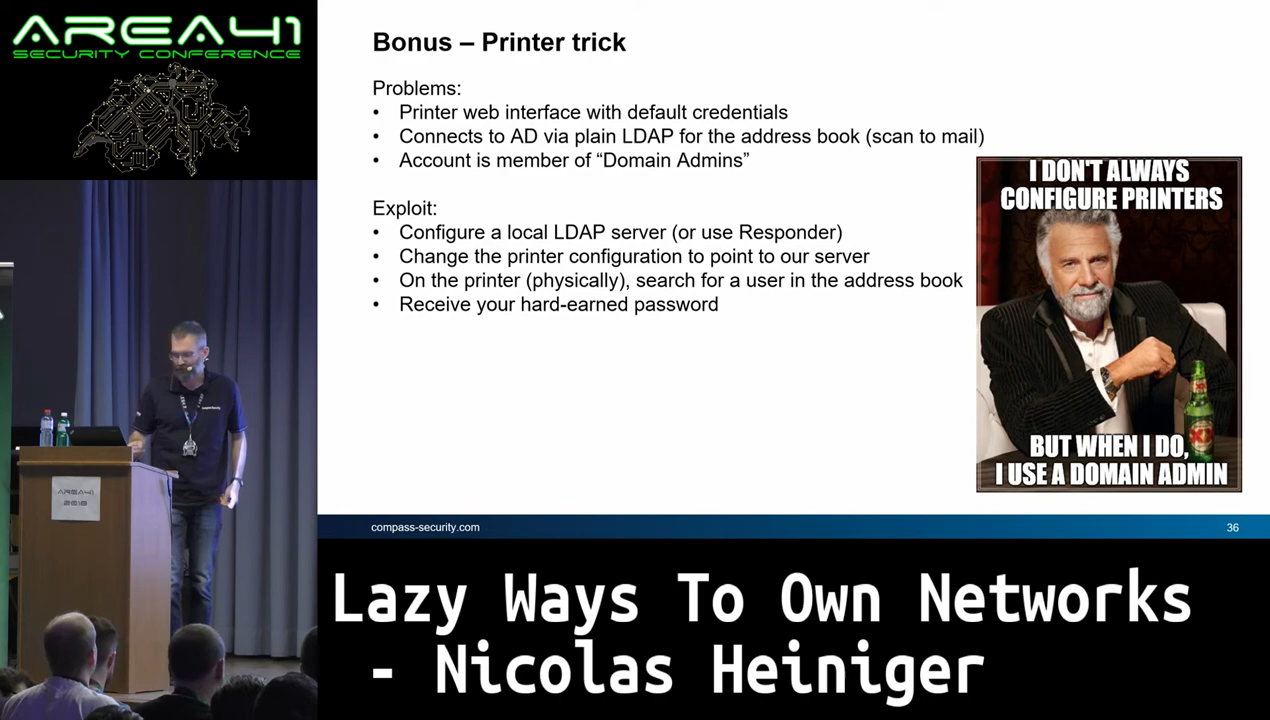 AREA41
SECURITY CONFERENCE
Bonus – Printer trick
Problems:
• Printer web interface with default credentials
• Connects to AD via plain LDAP for the address book (scan to mail)
• Account is member of “Domain Admins”
Exploit:
• Configure a local LDAP server (or use Responder)
• Change the printer configuration to point to our server
• On the printer (physically), search for a user in the address book
• Receive your hard-earned password
I DON'T ALWAYS
CONFIGURE PRINTERS
BUT WHEN I DO,
I USE A DOMAIN ADMIN
AREA41
2018
compass-security.com
36
Lazy Ways To Own Networks
- Nicolas Heiniger